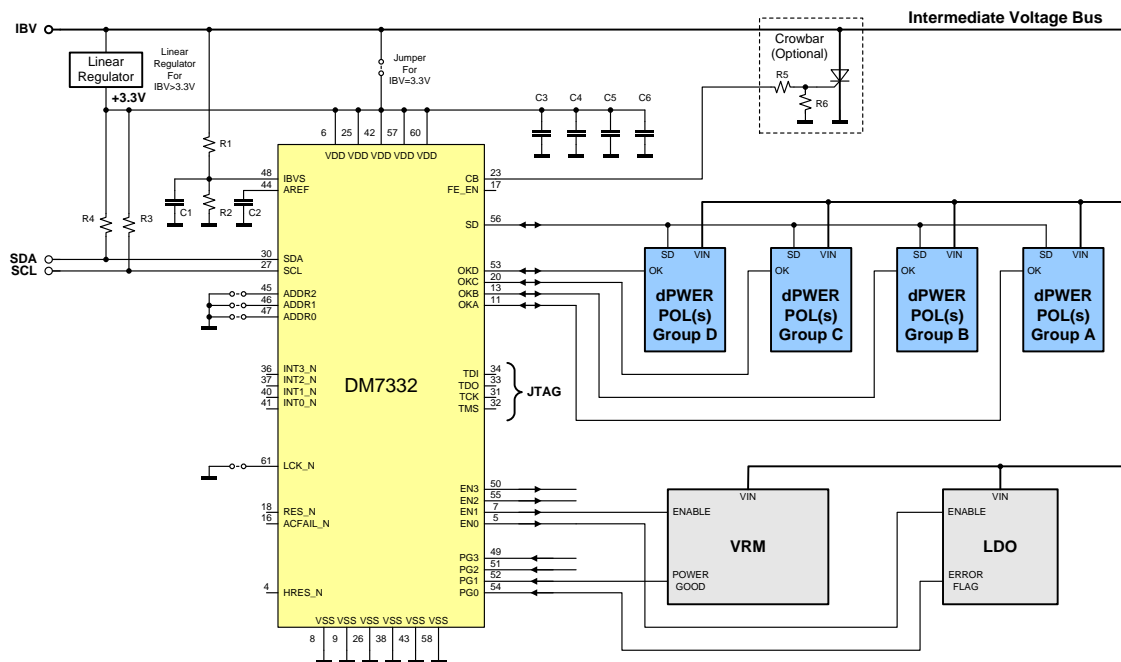 Intermediate Voltage Bus
IBV
Linear
Regulator
Linear
Regulator
For
IBV>3.3V
+3.3V
Jumper
For
IBV=3.3V
Crowbar
(Optional)
R5
R6
C3
C4
C5
C6
6
25
42
57
60
VDD VDD VDD VDD VDD
R1
R2
C1
C2
R4
R3
48 IBVS
44 AREF
SDA
SCL
30 SDA
27 SCL
45 ADDR2
46 ADDR1
47 ADDR0
36 INT3_N
37 INT2_N
40 INT1_N
41 INT0_N
61 LCK_N
18 RES_N
16 ACFAIL_N
4 HRES_N
DM7332
CB 23
FE_EN 17
SD 56
OKD 53
OKC 20
OKB 13
OKA 11
TDI 34
TDO 33
TCK 31
TMS 32
JTAG
EN3 50
EN2 55
EN1 7
EN0 5
PG3 49
PG2 51
PG1 52
PG0 54
VSS VSS VSS VSS VSS VSS
8 9 26 38 43 58
SD VIN
OK
dPWER
POL(s)
Group D
SD VIN
OK
dPWER
POL(s)
Group C
SD VIN
OK
dPWER
POL(s)
Group B
SD VIN
OK
dPWER
POL(s)
Group A
VIN
ENABLE
VRM
POWER
GOOD
VIN
ENABLE
LDO
ERROR
FLAG